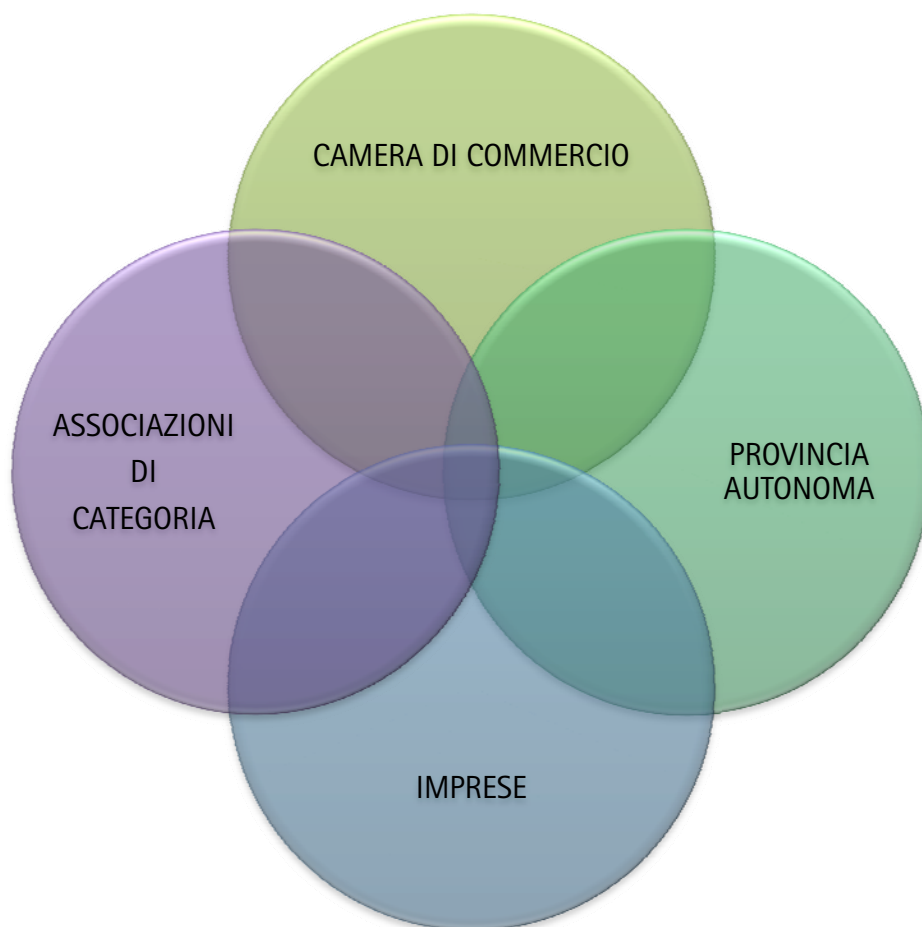 CAMERA DI COMMERCIO
ASSOCIAZIONI
DI
CATEGORIA
PROVINCIA
AUTONOMA
IMPRESE